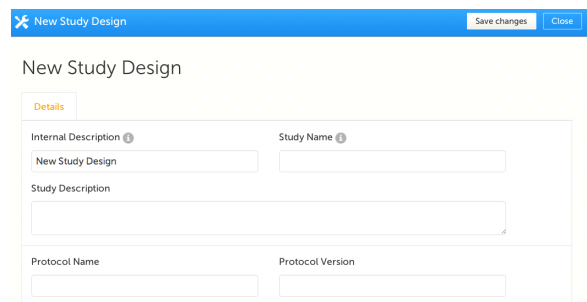 New Study Design
Save changes
Close
New Study Design
Details
Internal Description
Study Name
New Study Design
Study Description
Protocol Name
Protocol Version